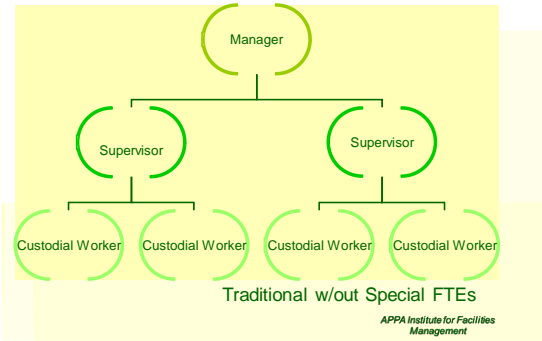 Manager
Supervisor
Supervisor
Custodial Worker
Custodial Worker
Custodial Worker
Custodial Worker
Traditional w/out Special FTEs
APPA Institute for Facilities
Management